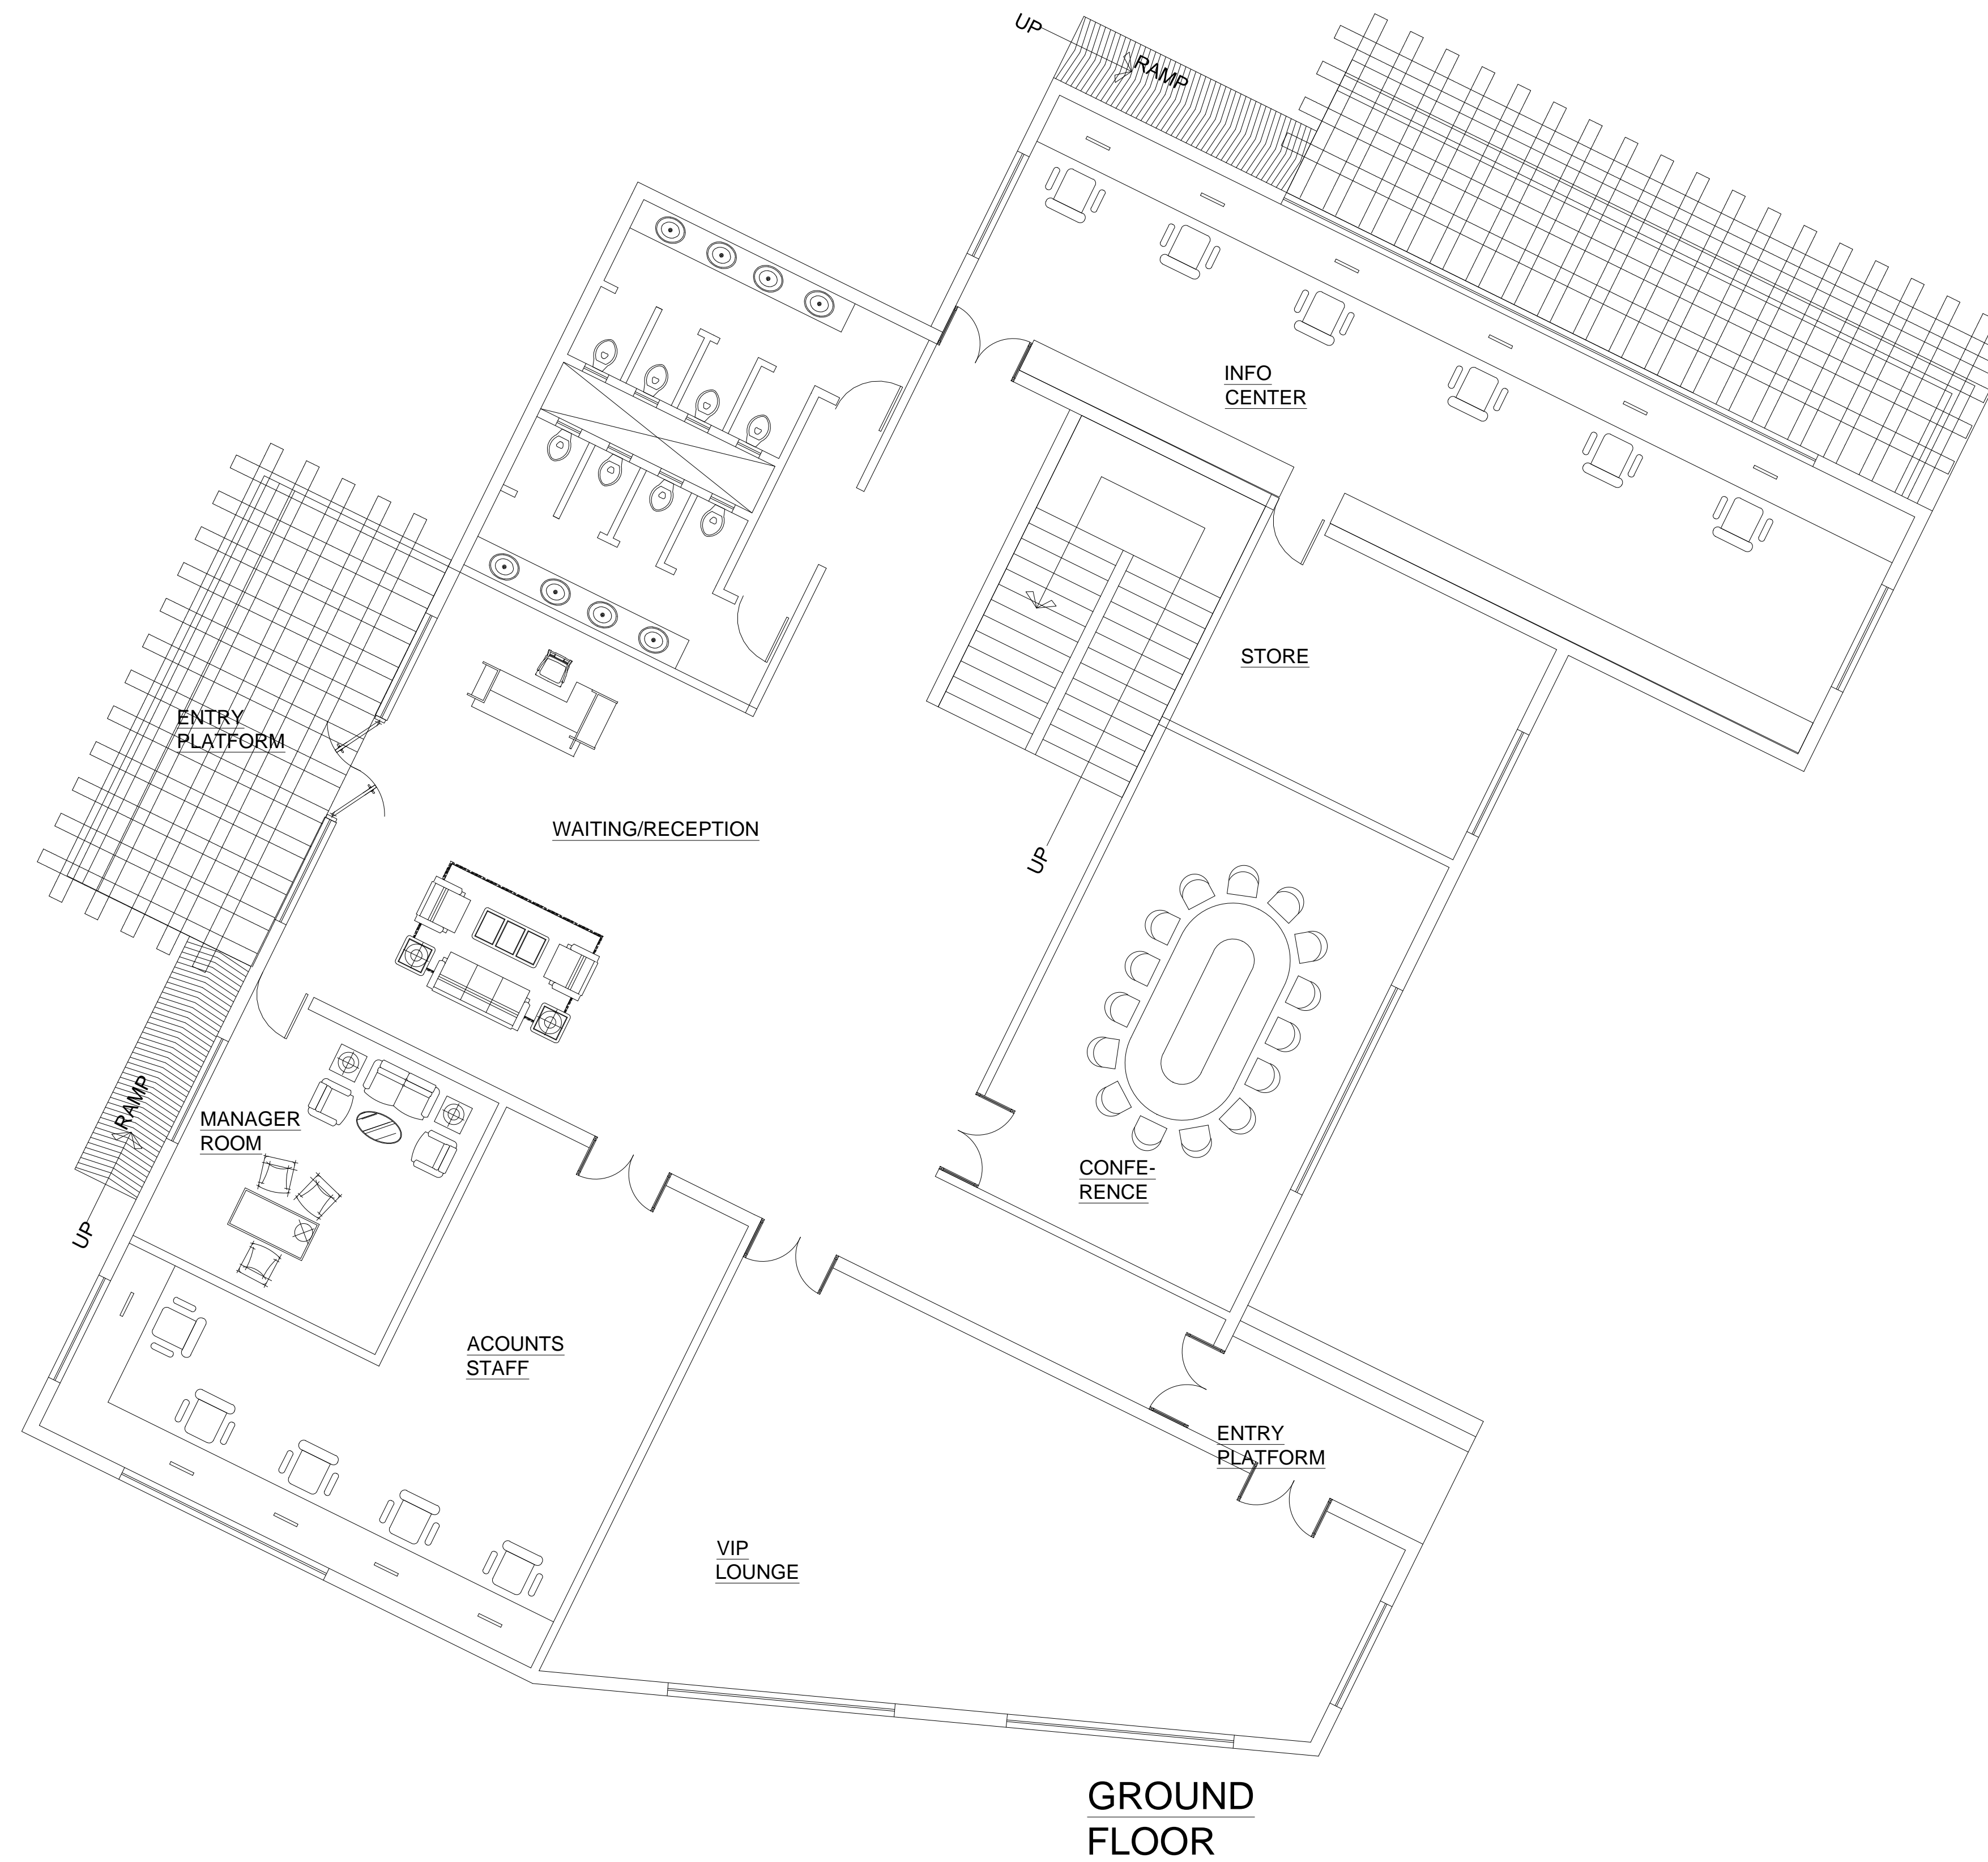 UP
RAMP
INFO
CENTER
STORE
ENTRY
PLATFORM
WAITING/RECEPTION
UP
RAMP
MANAGER
ROOM
UP
CONFE-
RENCE
ACOUNTS
STAFF
ENTRY
PLATFORM
VIP
LOUNGE
GROUND
FLOOR